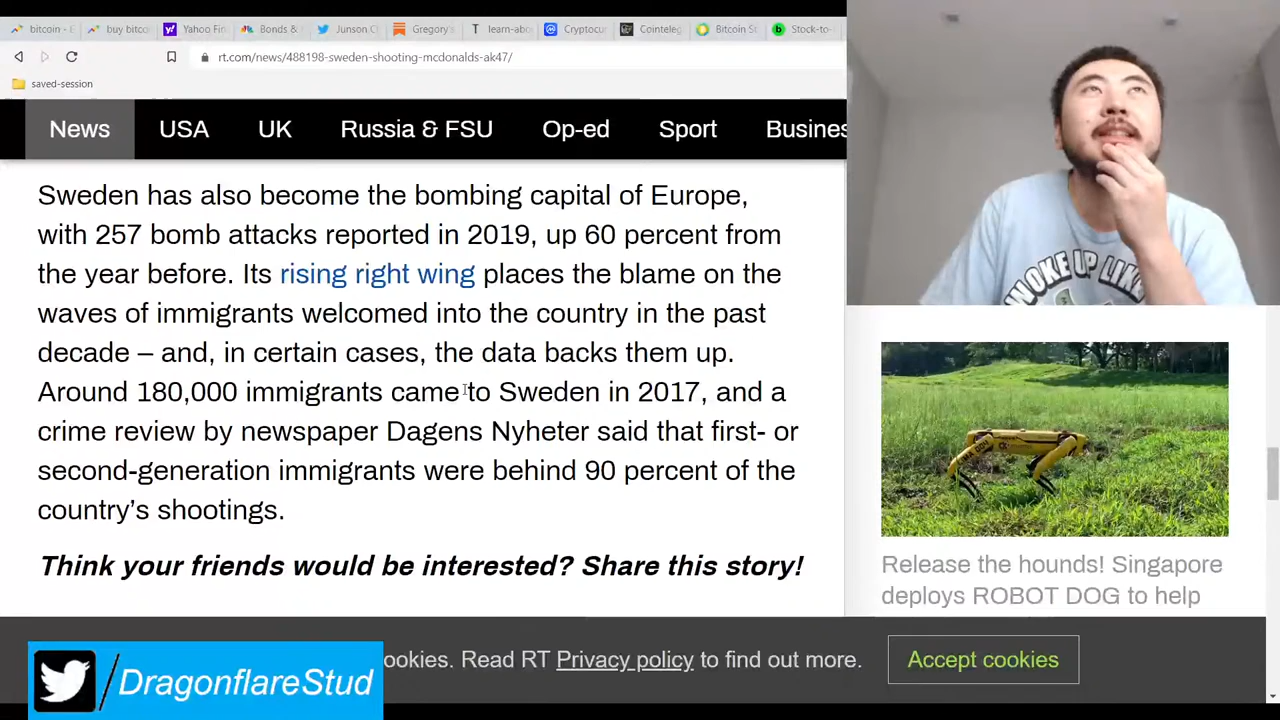 bitcoin - E
buy bitco
Yahoo Fin
Bonds &
Junson C
Gregory's
learn-abo
Cryptocur
Cointeleg
Bitcoin St
Stock-to-
rt.com/news/488198-sweden-shooting-mcdonalds-ak47/
saved-session
News USA UK Russia & FSU Op-ed Sport Busines
Sweden has also become the bombing capital of Europe,
with 257 bomb attacks reported in 2019, up 60 percent from
the year before. Its rising right wing places the blame on the
waves of immigrants welcomed into the country in the past
decade – and, in certain cases, the data backs them up.
Around 180,000 immigrants came to Sweden in 2017, and a
crime review by newspaper Dagens Nyheter said that first- or
second-generation immigrants were behind 90 percent of the
country's shootings.
Think your friends would be interested? Share this story!
WOKE UP LIKE
Release the hounds! Singapore
deploys ROBOT DOG to help
ookies. Read RT Privacy policy to find out more.
Accept cookies
/DragonflareStud